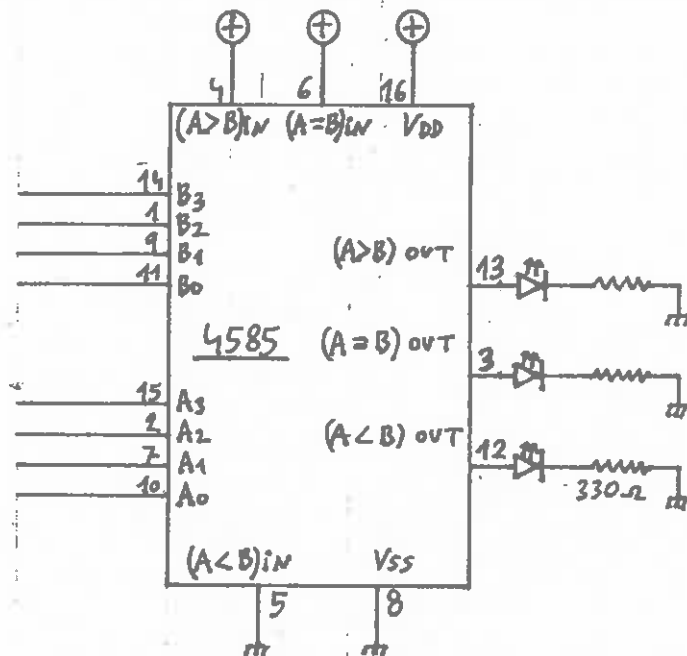 4 6 16
(A>B)iN (A=B)iN VDD
14 B3
1 B2
9 B1
11 B0
(A>B) OUT 13
4585 (A=B) OUT 3
15 A3
2 A2
(A<B) OUT 12
7 A1
10 A0
330Ω
(A<B)iN VSS
5 8